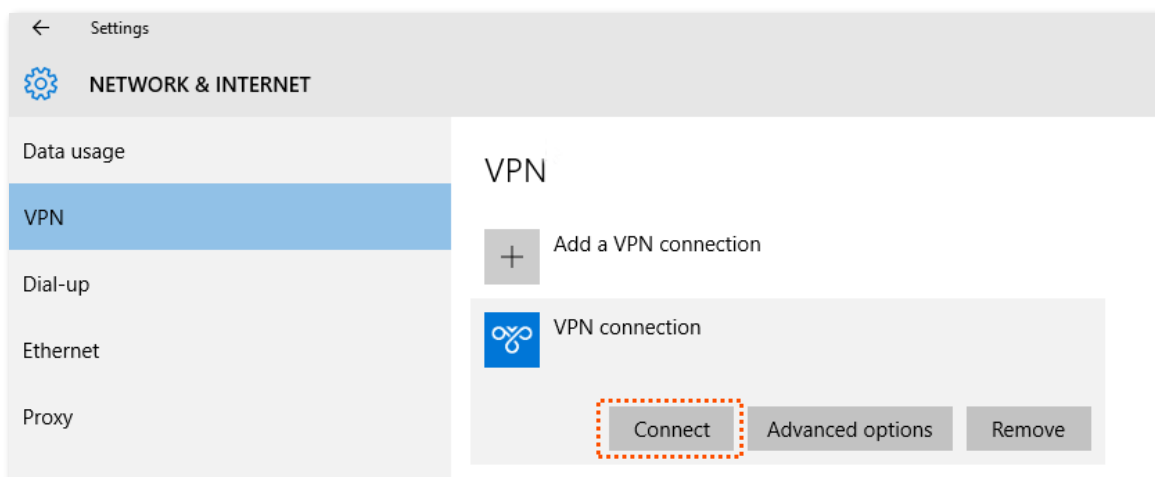 Settings
NETWORK & INTERNET
Data usage
VPN
Dial-up
Ethernet
Proxy
VPN
Add a VPN connection
VPN connection
Connect Advanced options Remove